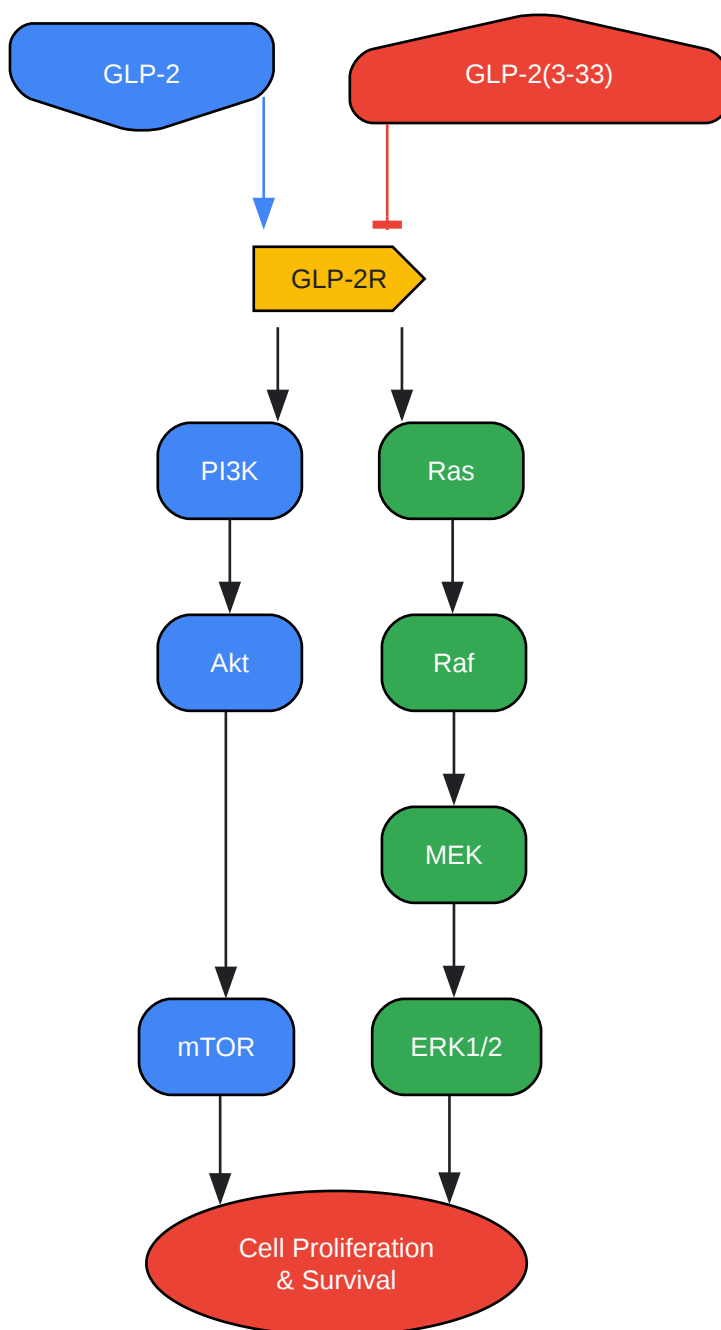 GLP-2
GLP-2(3-33)
GLP-2R
PI3K
Ras
Akt
Raf
MEK
mTOR
ERK1/2
Cell Proliferation
& Survival